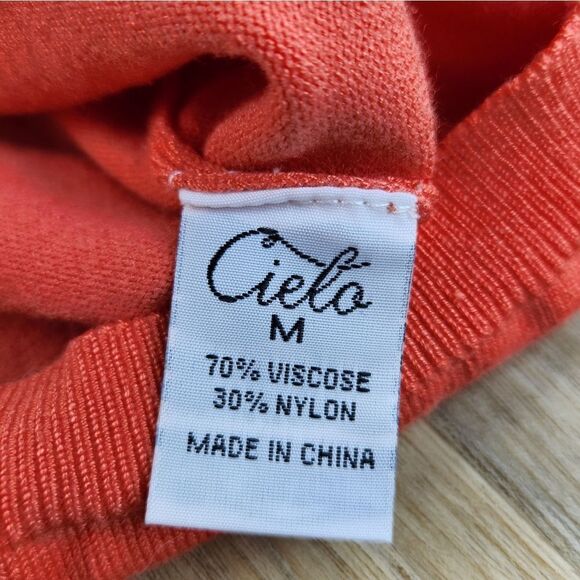 Cielo
M
70% VISCOSE
30% NYLON
MADE IN CHINA